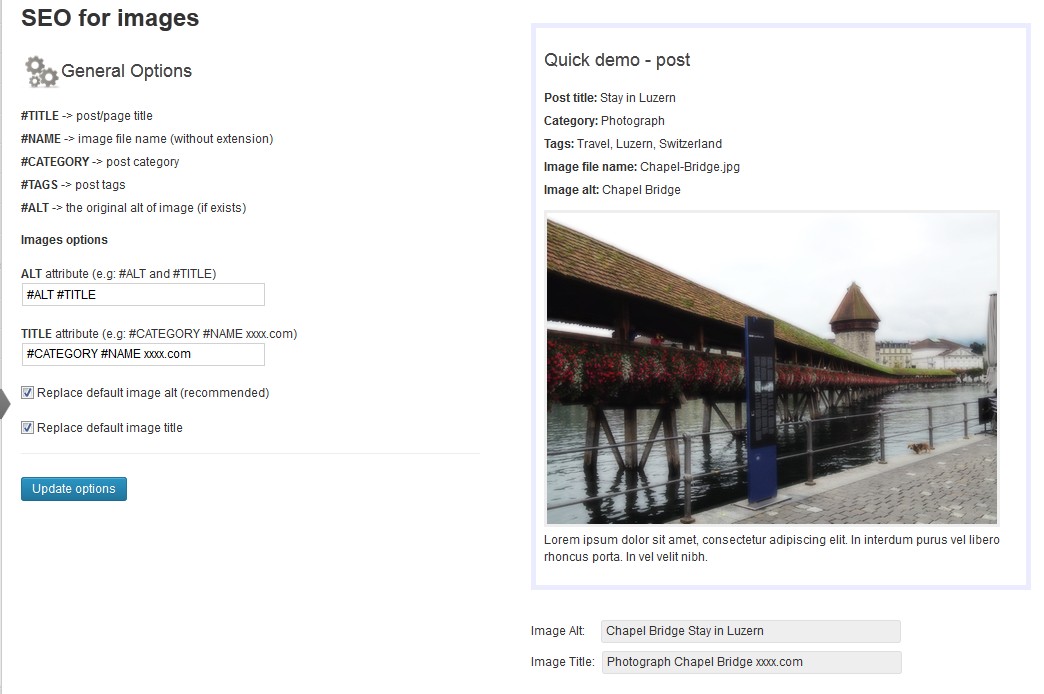 SEO for images
General Options
#TITLE -> post/page title
#NAME -> image file name (without extension)
#CATEGORY -> post category
#TAGS -> post tags
#ALT -> the original alt of image (if exists)
Images options
ALT attribute (e.g: #ALT and #TITLE)
#ALT #TITLE
TITLE attribute (e.g: #CATEGORY #NAME xxxx.com)
#CATEGORY #NAME xxxx.com
Replace default image alt (recommended)
Replace default image title
Update options
Quick demo - post
Post title: Stay in Luzern
Category: Photograph
Tags: Travel, Luzern, Switzerland
Image file name: Chapel-Bridge.jpg
Image alt: Chapel Bridge
Lorem ipsum dolor sit amet, consectetur adipiscing elit. In interdum purus vel libero
rhoncus porta. In vel velit nibh.
Image Alt: Chapel Bridge Stay in Luzern
Image Title: Photograph Chapel Bridge xxxx.com